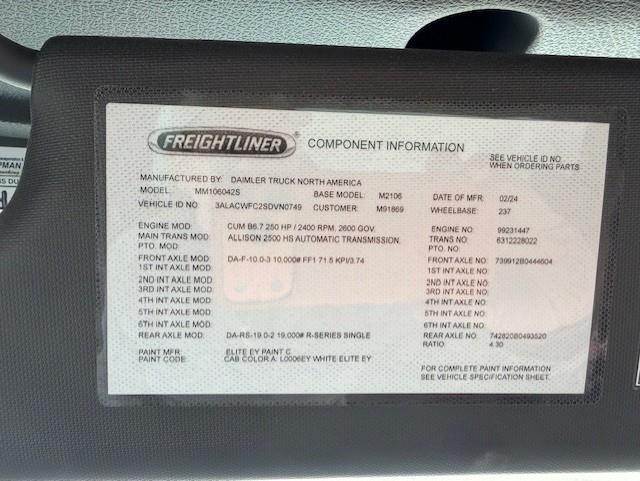 FREIGHTLINER
COMPONENT INFORMATION
SEE VEHICLE ID NO.
WHEN ORDERING PARTS
MANUFACTURED BY: DAIMLER TRUCK NORTH AMERICA
MODEL: MM106042S BASE MODEL: M2106 DATE OF MFR: 02/24
VEHICLE ID NO: 3ALACWFC2SDVN0749 CUSTOMER: M91869 WHEELBASE: 237
ENGINE MOD: CUM B6.7 250 HP / 2400 RPM. 2600 GOV. ENGINE NO: 99231447
MAIN TRANS MOD: ALLISON 2500 HS AUTOMATIC TRANSMISSION. TRANS NO: 6312228022
PTO. MOD: PTO. NO:
FRONT AXLE MOD: DA-F-10.0-3 10,000# FF1 71.5 KPI/3.74 FRONT AXLE NO: 739912B0444604
1ST INT AXLE MOD: 1ST INT AXLE NO:
2ND INT AXLE MOD: 2ND INT AXLE NO:
3RD INT AXLE MOD: 3RD INT AXLE NO:
4TH INT AXLE MOD: 4TH INT AXLE NO:
5TH INT AXLE MOD: 5TH INT AXLE NO:
6TH INT AXLE MOD: 6TH INT AXLE NO:
REAR AXLE MOD: DA-RS-19.0-2 19,000# R-SERIES SINGLE REAR AXLE NO: 742820B0493520
RATIO: 4.30
PAINT MFR: ELITE EY PAINT C
PAINT CODE: CAB COLOR A: L0006EY WHITE ELITE EY
FOR COMPLETE PAINT INFORMATION
SEE VEHICLE SPECIFICATION SHEET.